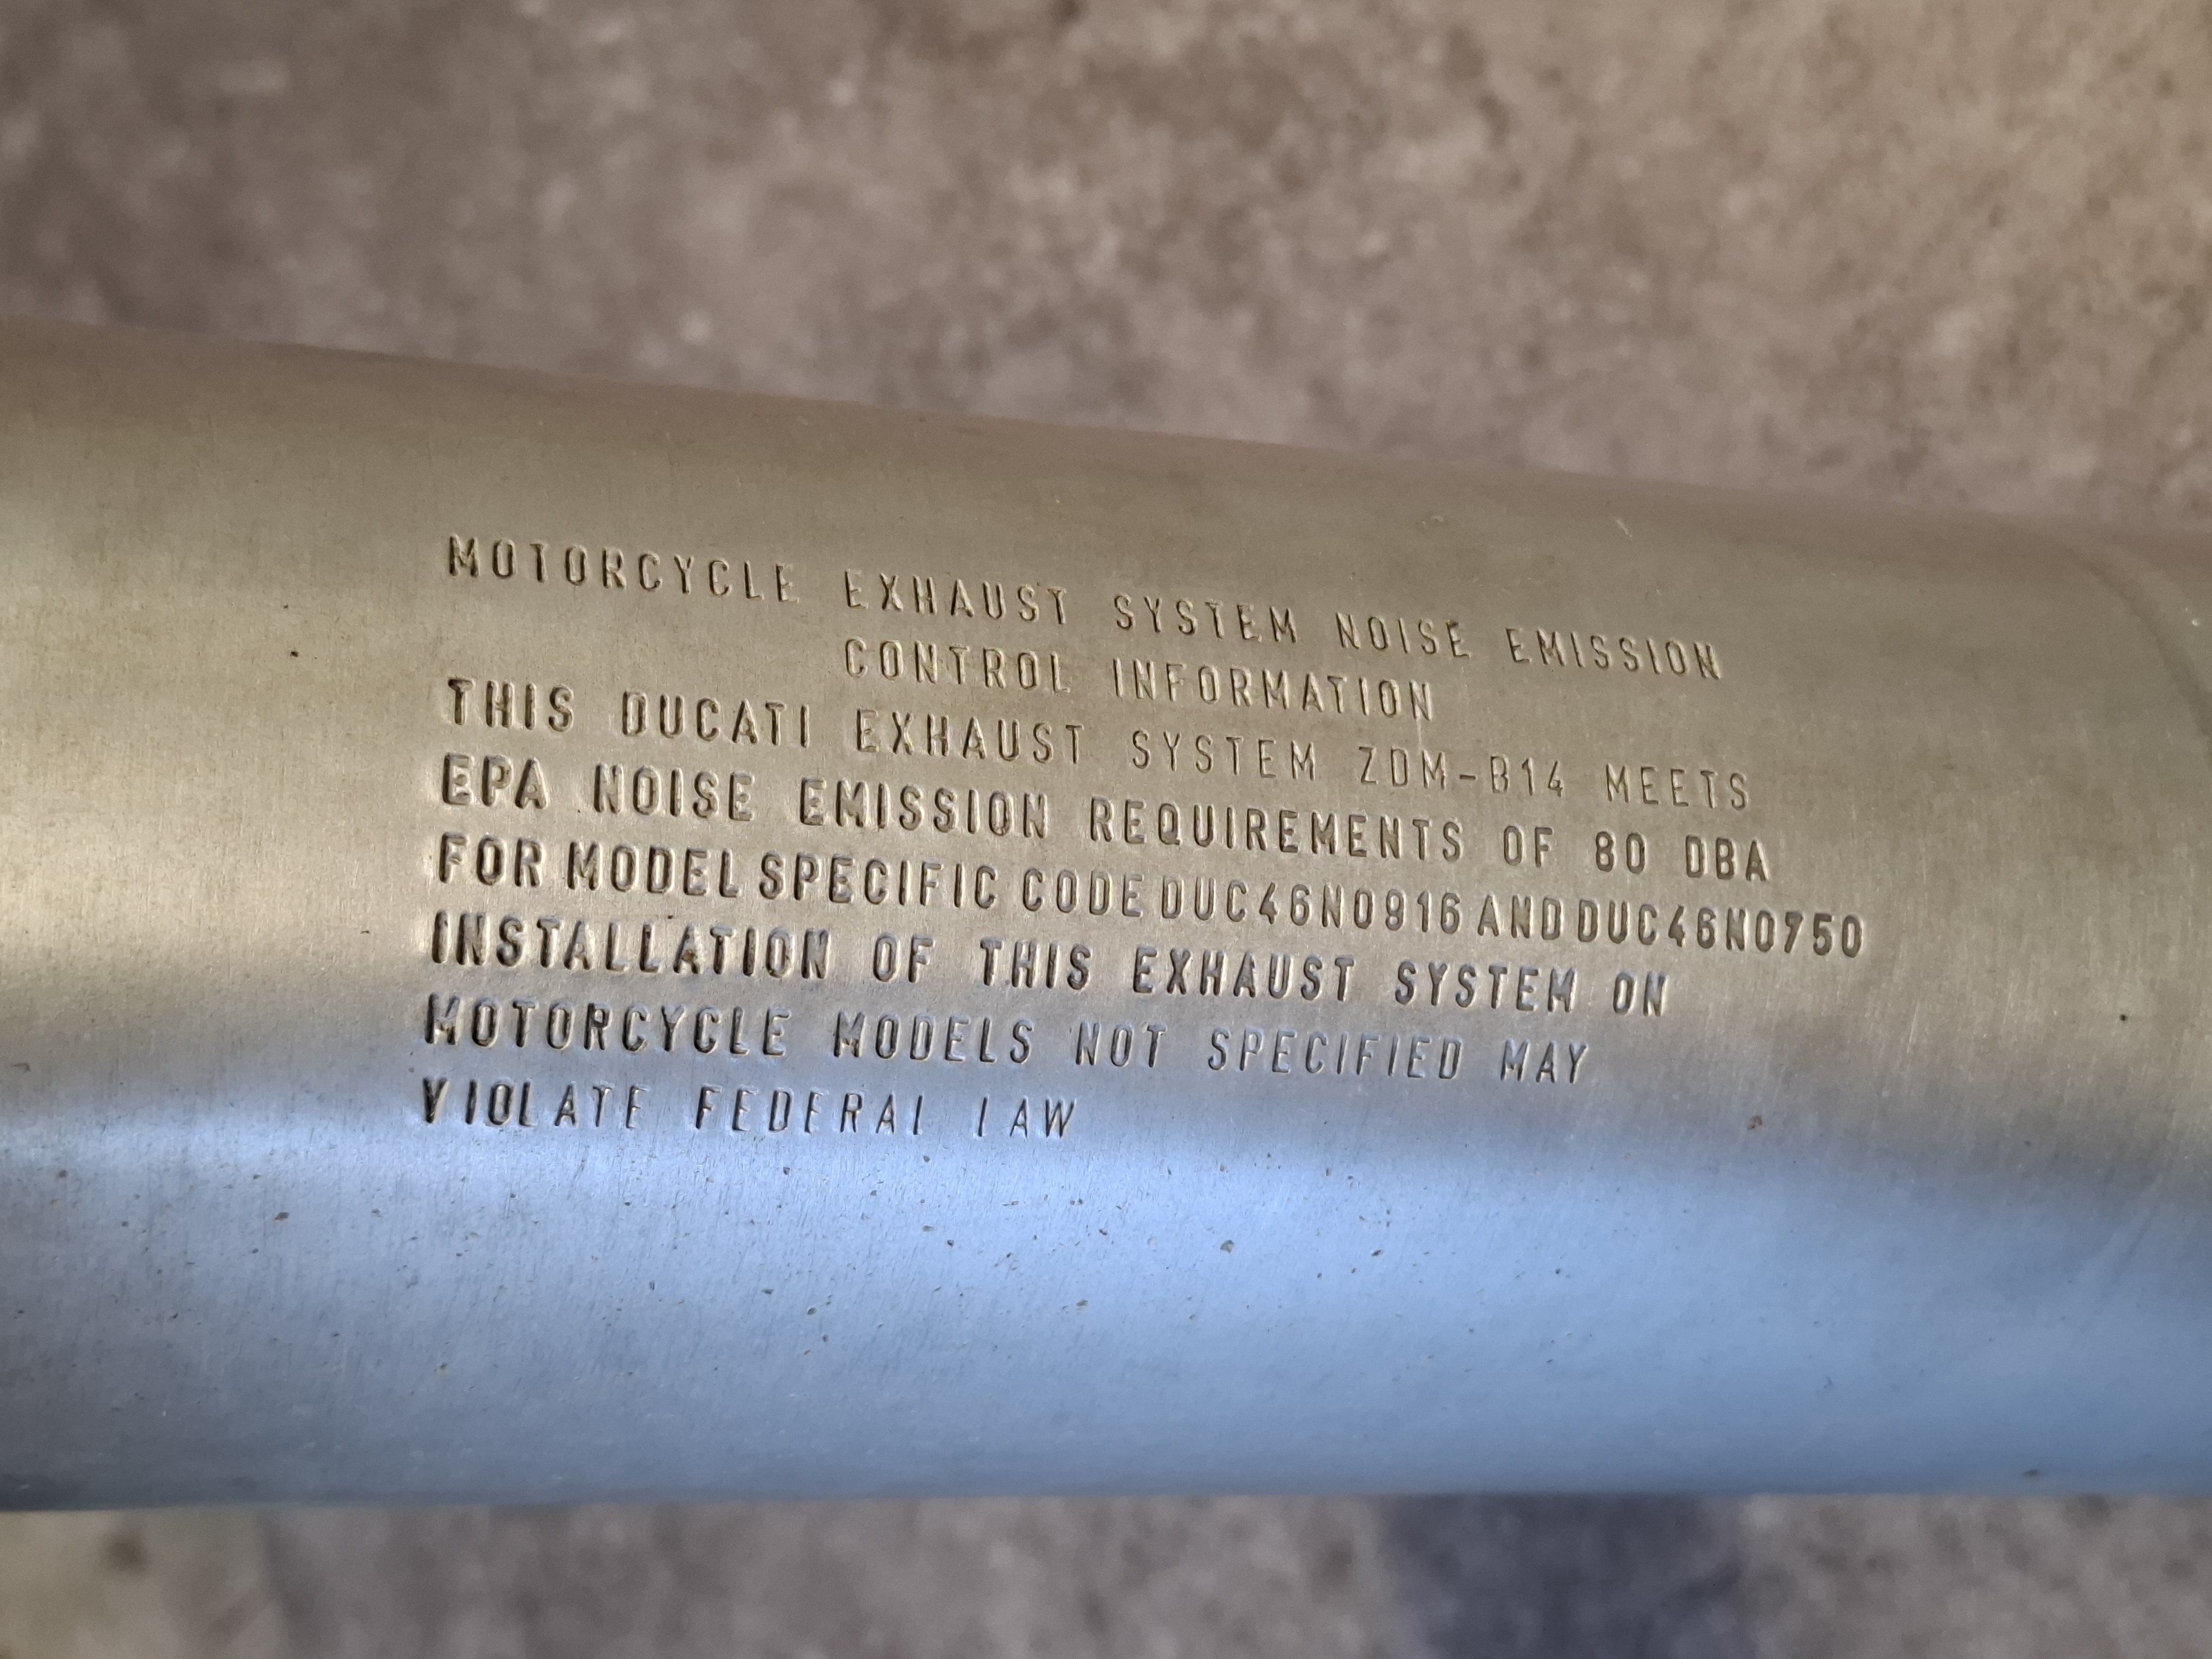 MOTORCYCLE EXHAUST SYSTEM NOISE EMISSION
CONTROL INFORMATION
THIS DUCATI EXHAUST SYSTEM ZDM-B14 MEETS
EPA NOISE EMISSION REQUIREMENTS OF 80 DBA
FOR MODEL SPECIFIC CODE DUC46N0916 AND DUC46N0750
INSTALLATION OF THIS EXHAUST SYSTEM ON
MOTORCYCLE MODELS NOT SPECIFIED MAY
VIOLATE FEDERAL LAW